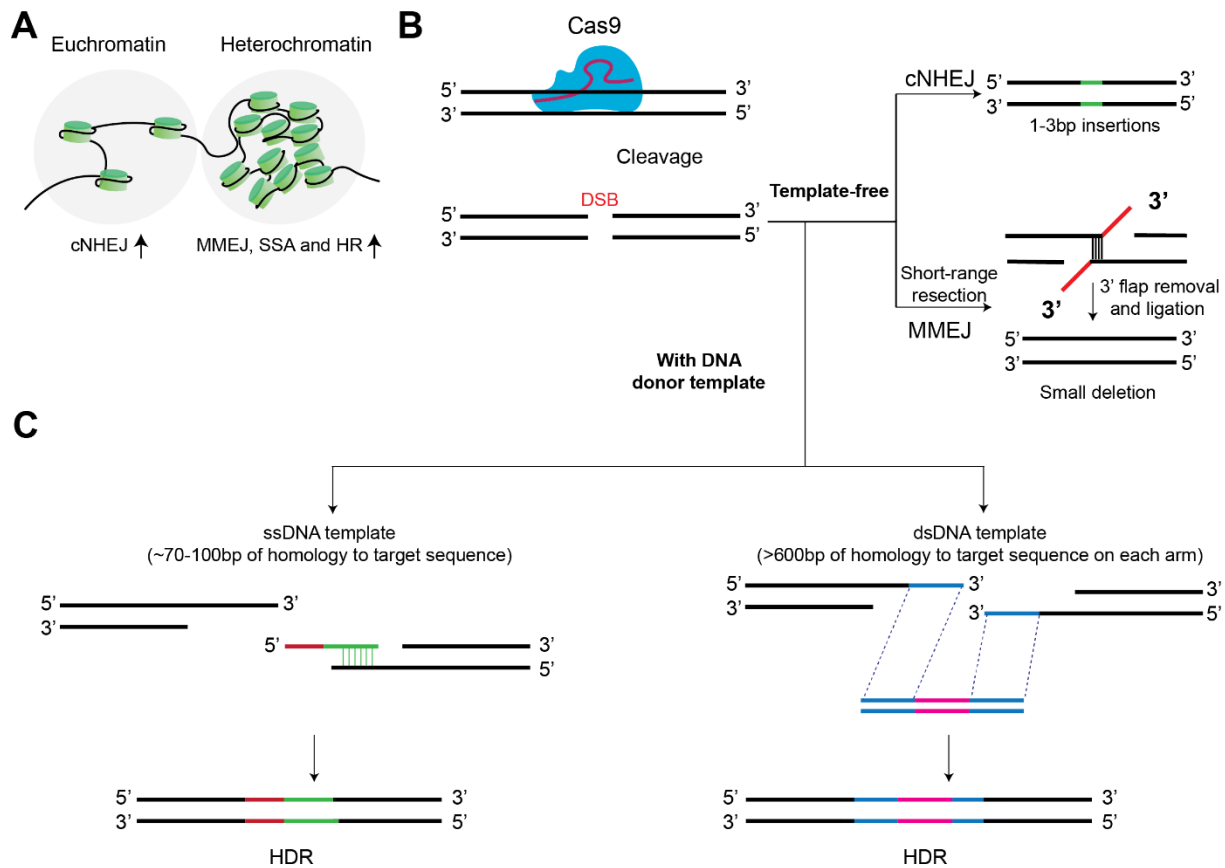 A
Euchromatin
Heterochromatin
cNHEJ
MMEJ, SSA and HR
B
Cas9
5’
3’
3’
5’
Cleavage
DSB
5’
3’
3’
5’
Template-free
cNHEJ
5’
3’
3’
5’
1-3bp insertions
Short-range
resection
MMEJ
3’
3’
3’ flap removal
and ligation
5’
3’
3’
5’
Small deletion
With DNA
donor template
C
ssDNA template
(~70-100bp of homology to target sequence)
5’
3’
3’
5’
3’
5’
5’
3’
3’
5’
HDR
dsDNA template
(>600bp of homology to target sequence on each arm)
5’
3’
3’
3’
3’
5’
5’
3’
3’
5’
HDR